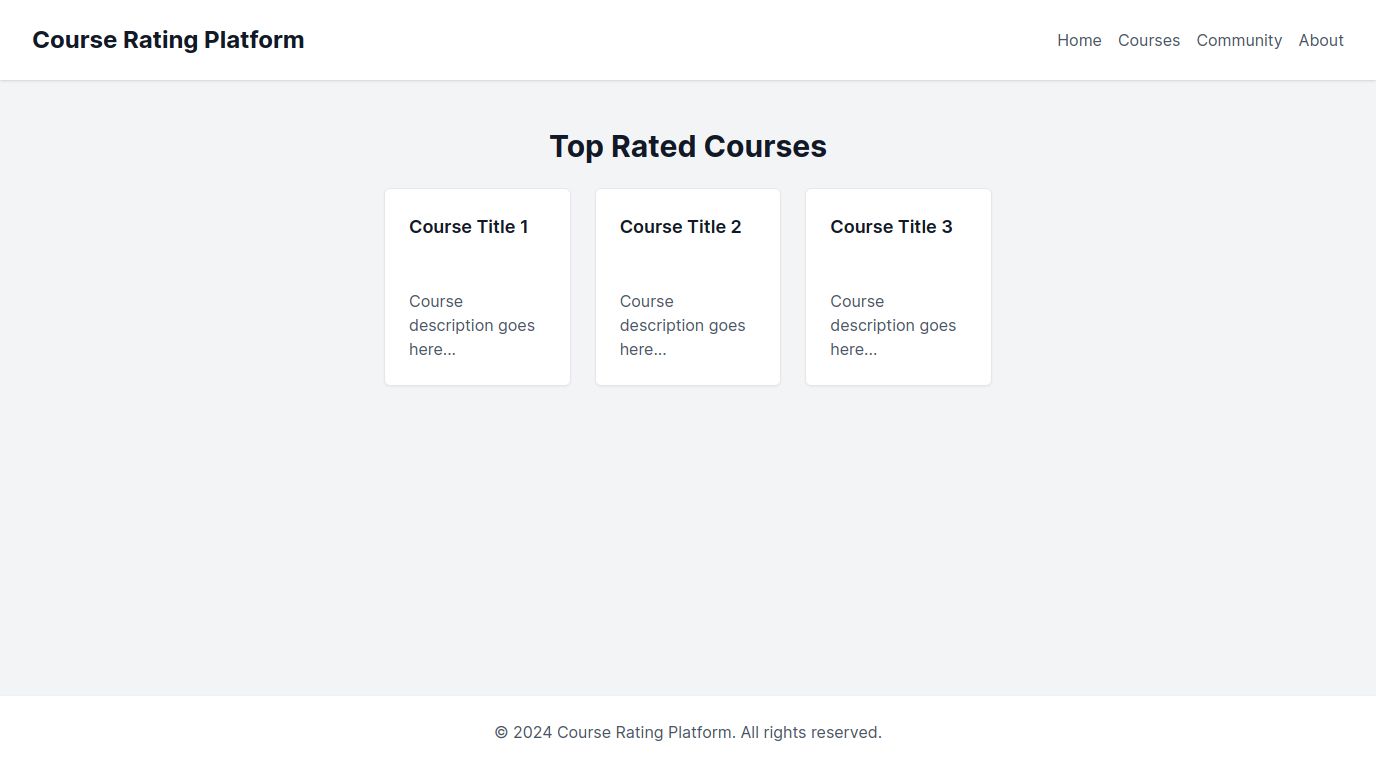 Course Rating Platform
Home Courses Community About
Top Rated Courses
Course Title 1
Course
description goes
here...
Course Title 2
Course
description goes
here...
Course Title 3
Course
description goes
here...
© 2024 Course Rating Platform. All rights reserved.